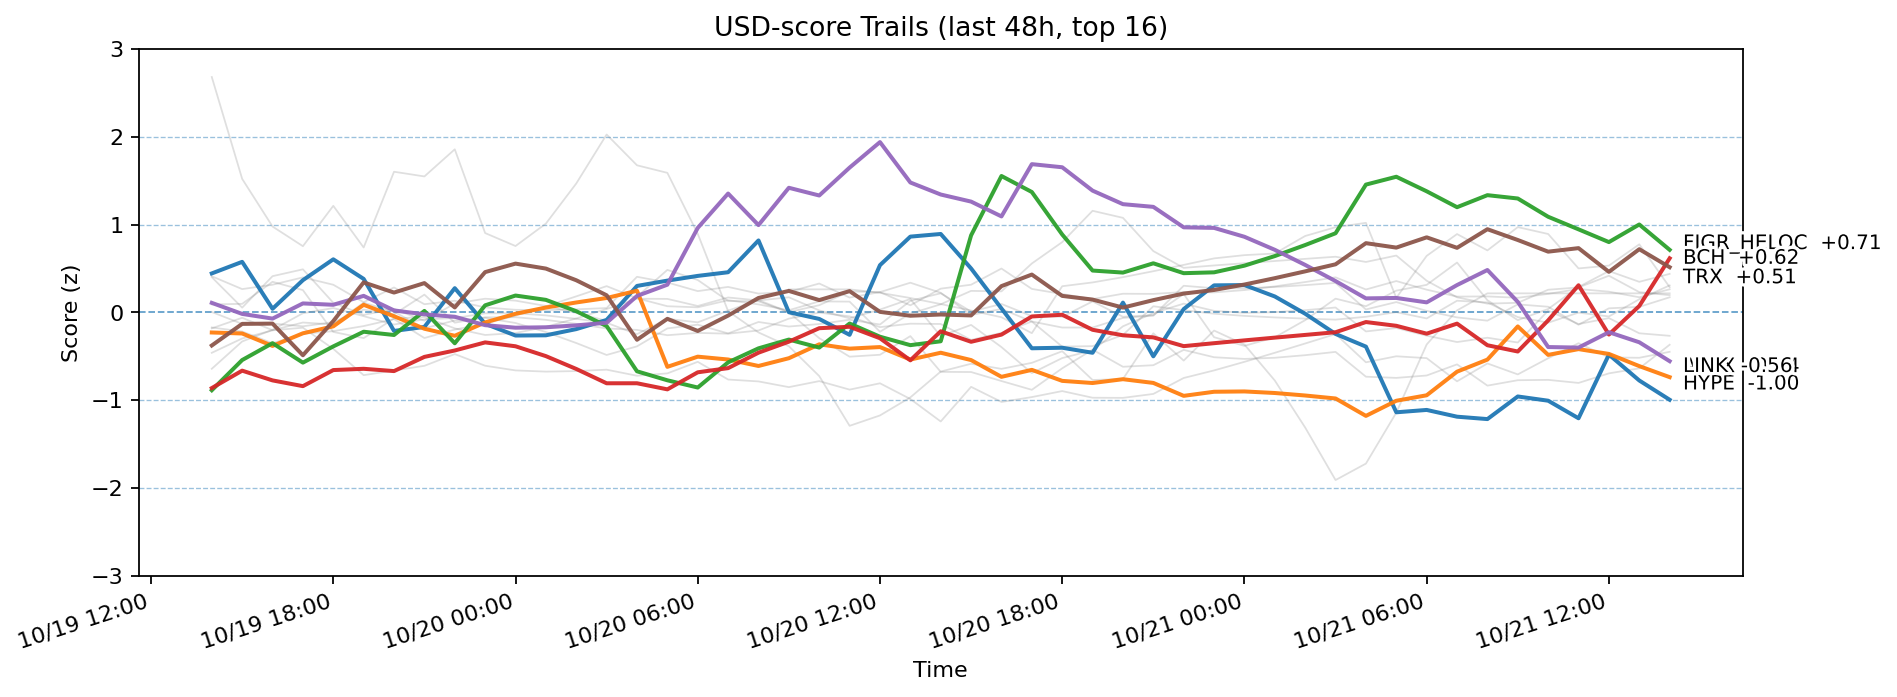 USD-score Trails (last 48h, top 16)
Score (z)
3
2
1
0
−1
−2
−3
FIGR_HELOC +0.71
BCH +0.62
TRX +0.51
LINK
HYPE -1.00
10/19 12:00
10/19 18:00
10/20 00:00
10/20 06:00
10/20 12:00
10/20 18:00
10/21 00:00
10/21 06:00
10/21 12:00
Time